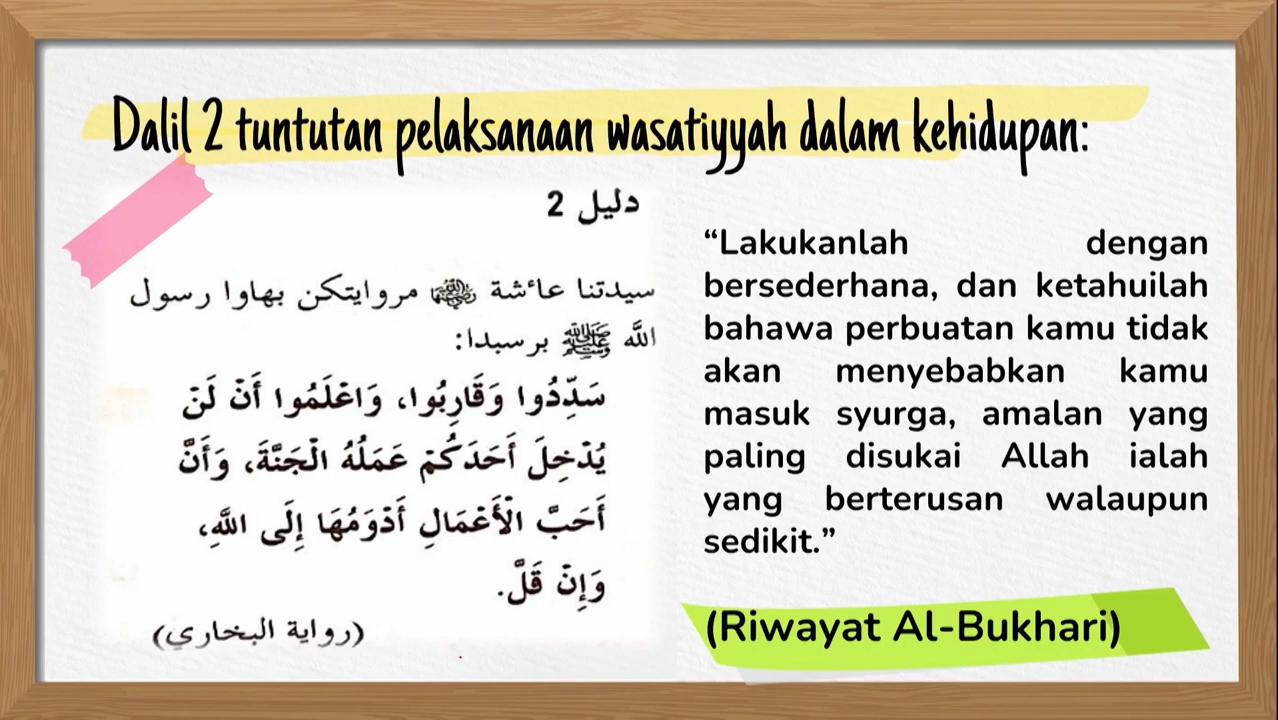 Dalil 2 tuntutan pelaksanaan wasatiyyah dalam kehidupan:
دليل 2
سيدتنا عائشة رضي الله عنها مروايتكن بهاوا رسول
الله صلى الله عليه وسلم برسبدا:
سَدِّدُوا وَقَارِبُوا، وَاعْلَمُوا أَنْ لَنْ
يُدْخِلَ أَحَدَكُمْ عَمَلُهُ الْجَنَّةَ، وَأَنَّ
أَحَبَّ الْأَعْمَالِ أَدْوَمُهَا إِلَى اللَّهِ،
وَإِنْ قَلَّ.
(رواية البخاري)
“Lakukanlah dengan
bersederhana, dan ketahuilah
bahawa perbuatan kamu tidak
akan menyebabkan kamu
masuk syurga, amalan yang
paling disukai Allah ialah
yang berterusan walaupun
sedikit.”
(Riwayat Al-Bukhari)